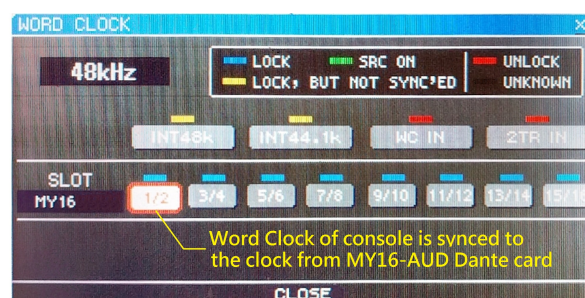 WORD CLOCK
48kHz
LOCK SRC ON UNLOCK
LOCK, BUT NOT SYNC'ED UNKNOWN
INT48k INT44.1k WC IN 2TR IN
SLOT
MY16 1/2 3/4 5/6 7/8 9/10 11/12 13/14
Word Clock of console is synced to
the clock from MY16-AUD Dante card
CLOSE